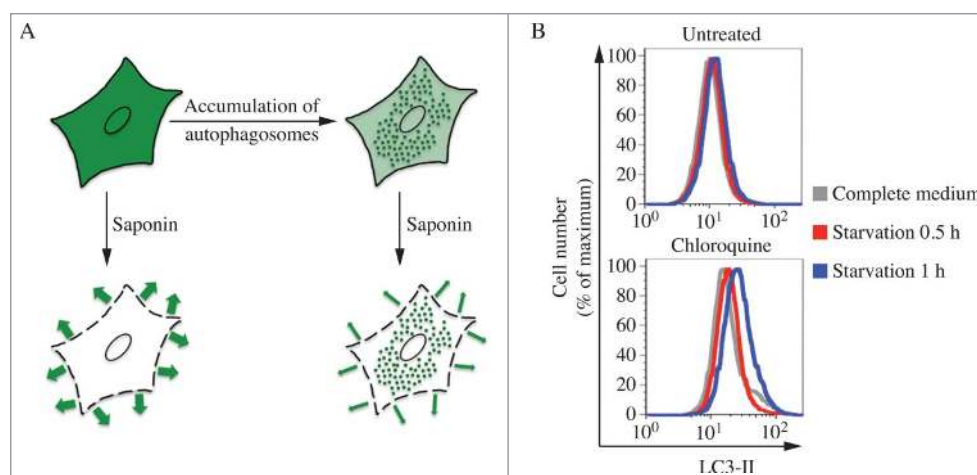 A
Accumulation of
autophagosomes
Saponin
Saponin
B
Untreated
100
80
60
40
20
0
10⁰
10¹
10²
Chloroquine
100
80
60
40
20
0
10⁰
10¹
10²
Cell number
(% of maximum)
LC3-II
Complete medium
Starvation 0.5 h
Starvation 1 h